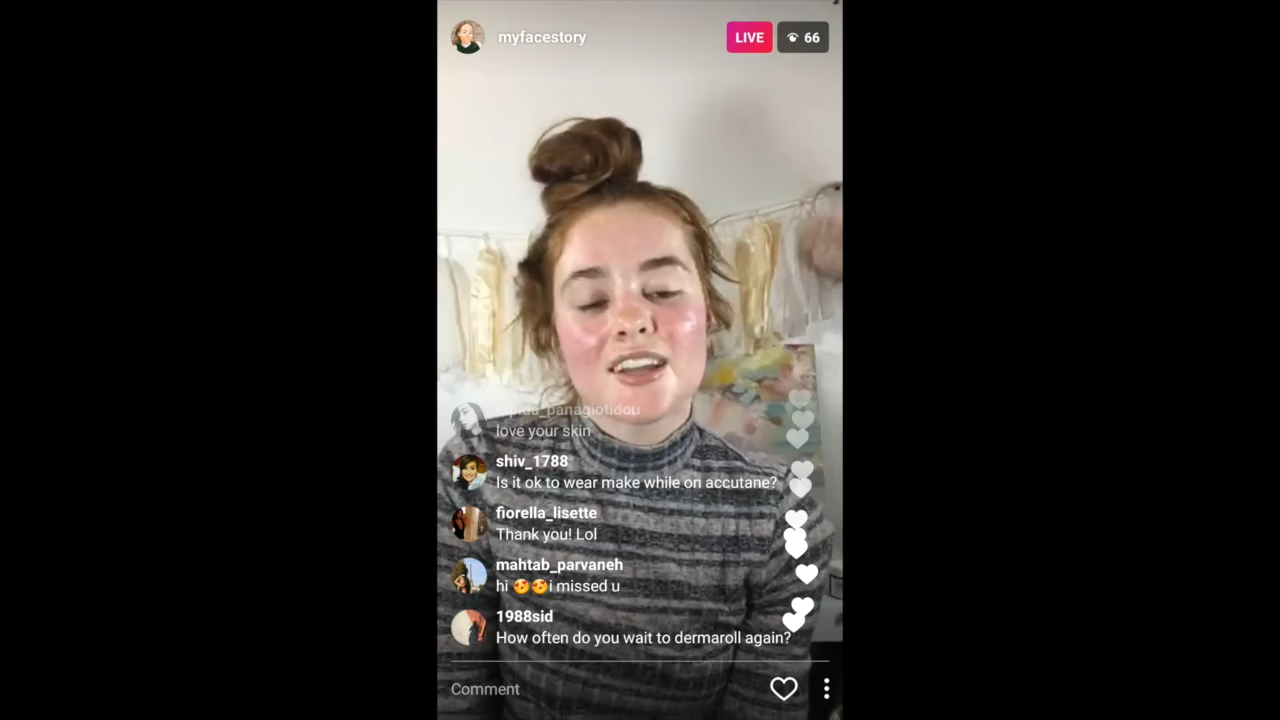 myfacestory
LIVE
66
love your skin
shiv_1788
Is it ok to wear make while on accutane?
fiorella_lisette
Thank you! Lol
mahtab_parvaneh
hi 😍😍i missed u
1988sid
How often do you wait to dermaroll again?
Comment